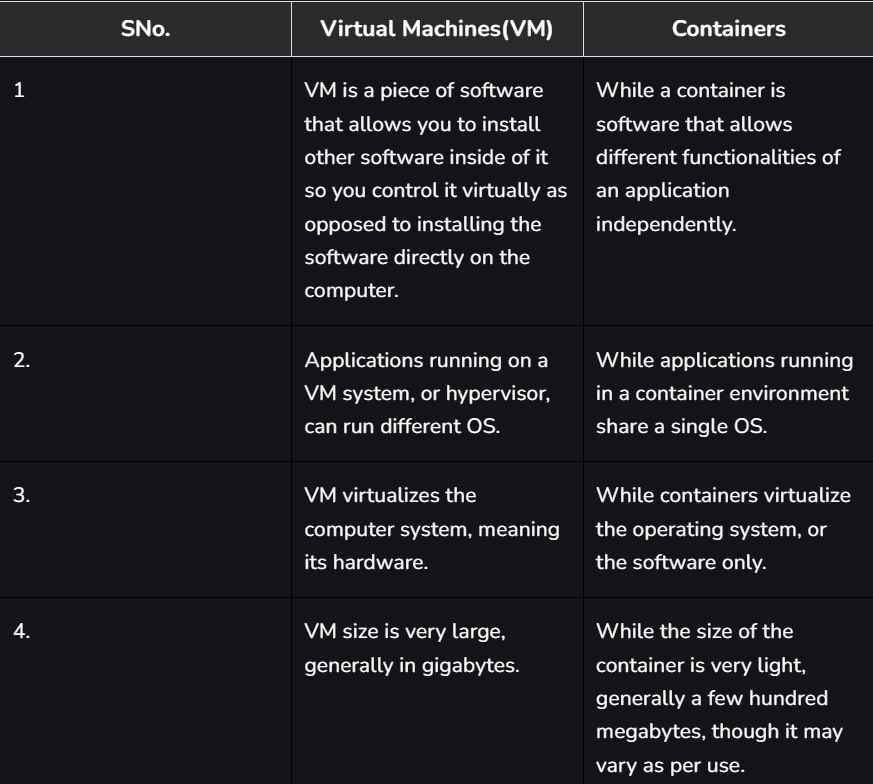 SNo.
Virtual Machines(VM)
Containers
1
VM is a piece of software
that allows you to install
other software inside of it
so you control it virtually as
opposed to installing the
software directly on the
computer.
While a container is
software that allows
different functionalities of
an application
independently.
2.
Applications running on a
VM system, or hypervisor,
can run different OS.
While applications running
in a container environment
share a single OS.
3.
VM virtualizes the
computer system, meaning
its hardware.
While containers virtualize
the operating system, or
the software only.
4.
VM size is very large,
generally in gigabytes.
While the size of the
container is very light,
generally a few hundred
megabytes, though it may
vary as per use.